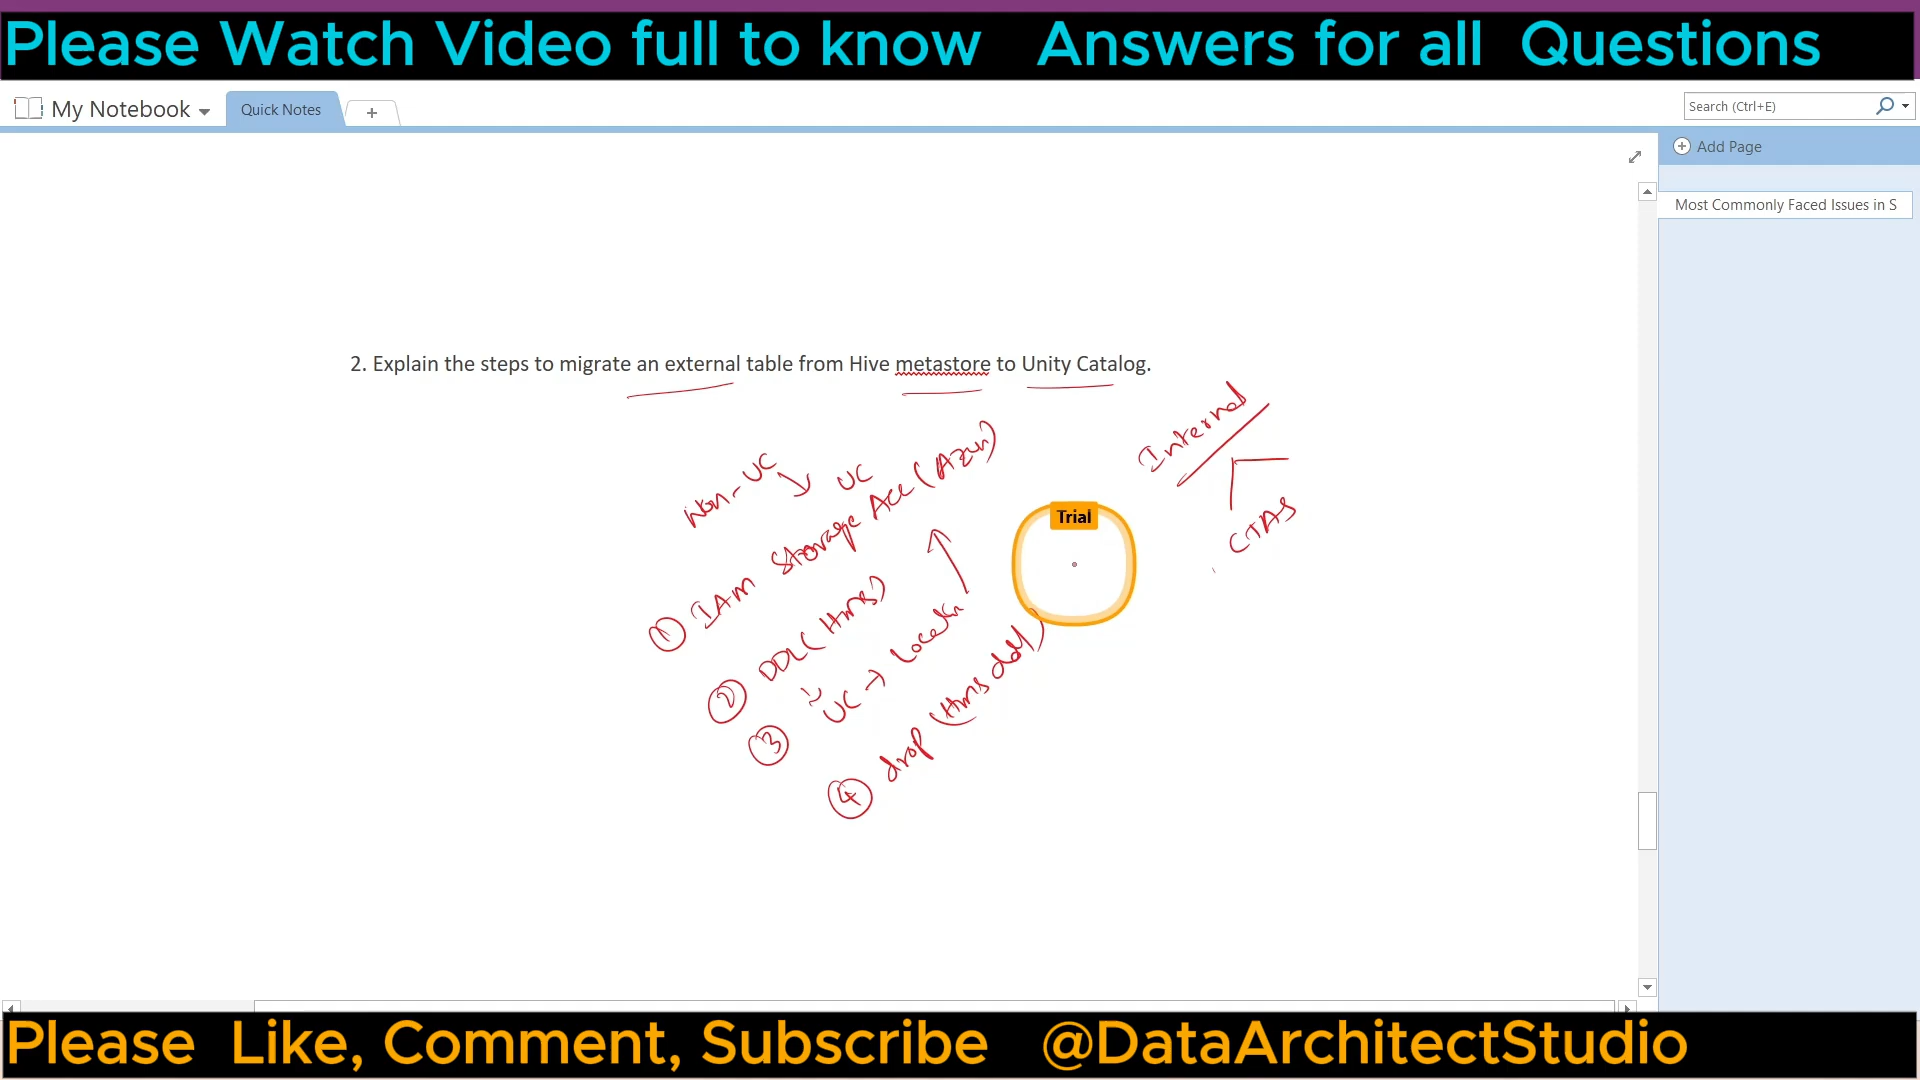 Please Watch Video full to know Answers for all Questions
My Notebook
Quick Notes
+
Search (Ctrl+E)
Add Page
Most Commonly Faced Issues in S
2. Explain the steps to migrate an external table from Hive metastore to Unity Catalog.
Internal
CTAS
Non-UC
UC
Trial
① IAM Storage Acc (Azure)
② DDL (Hms)
③ UC → Location
④ drop (Hms ddl)
Please Like, Comment, Subscribe @DataArchitectStudio